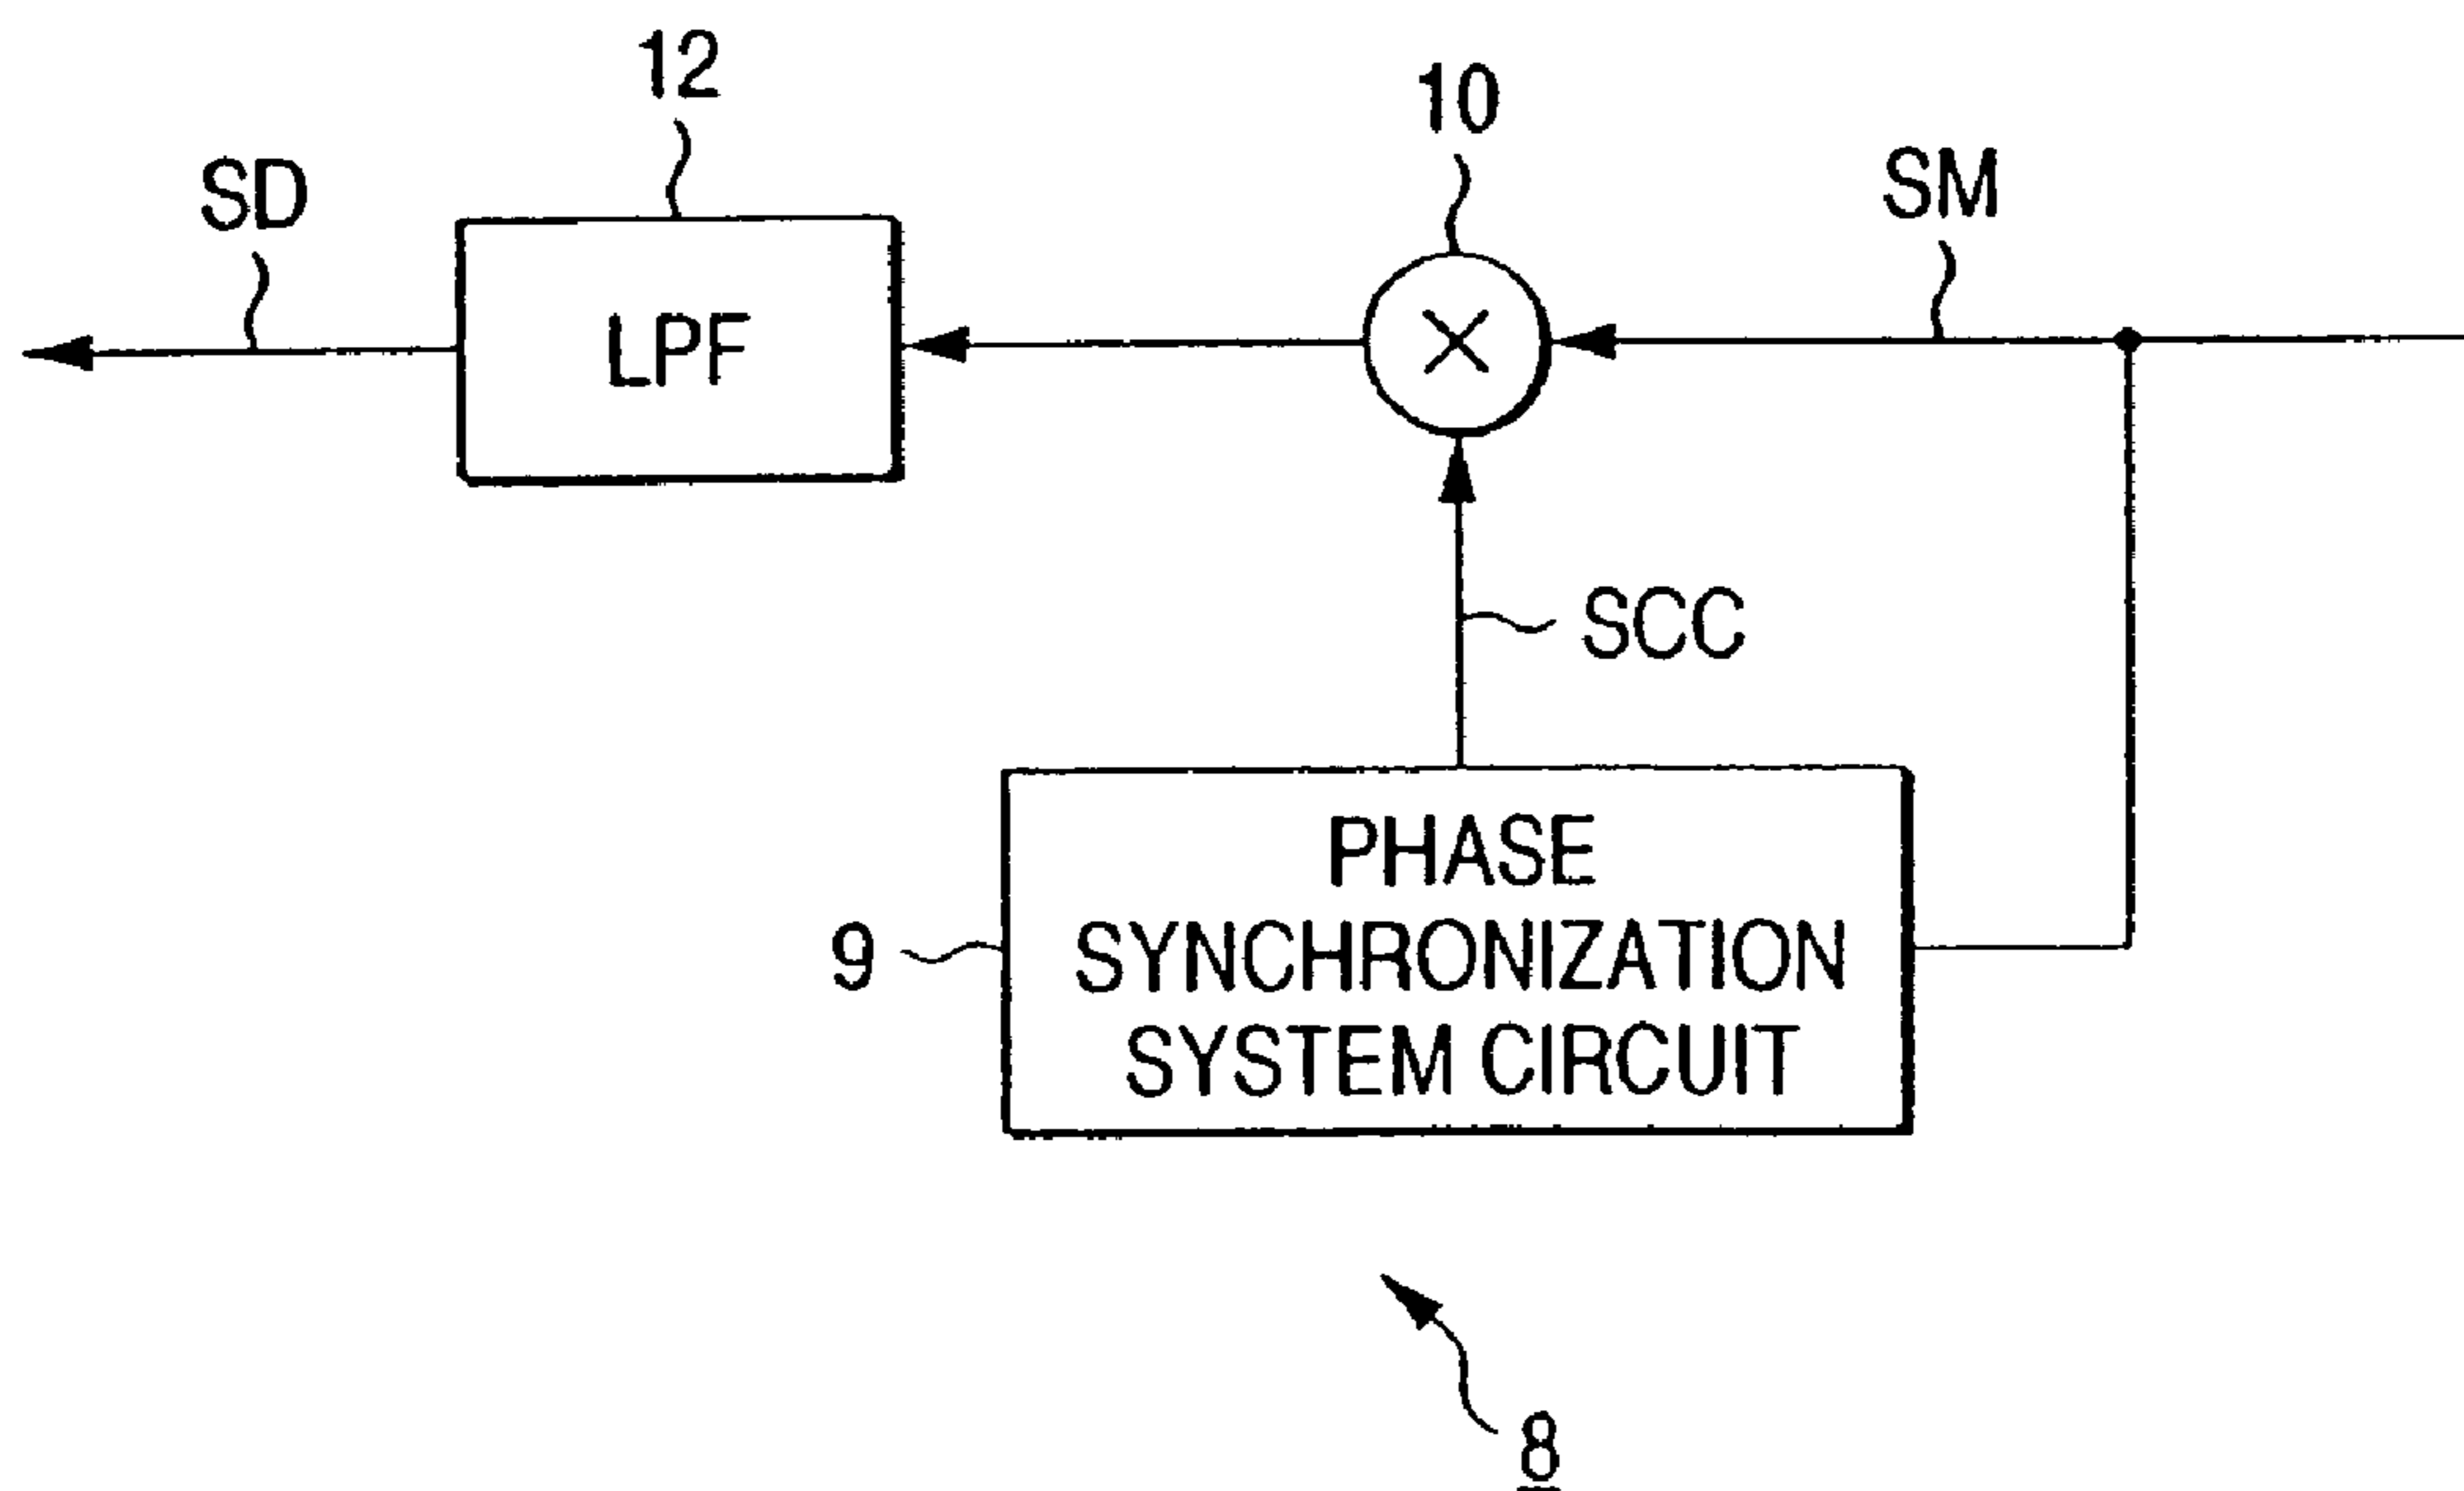 12
10
SD
SM
LPF
SCC
PHASE
SYNCHRONIZATION
SYSTEM CIRCUIT
9
8